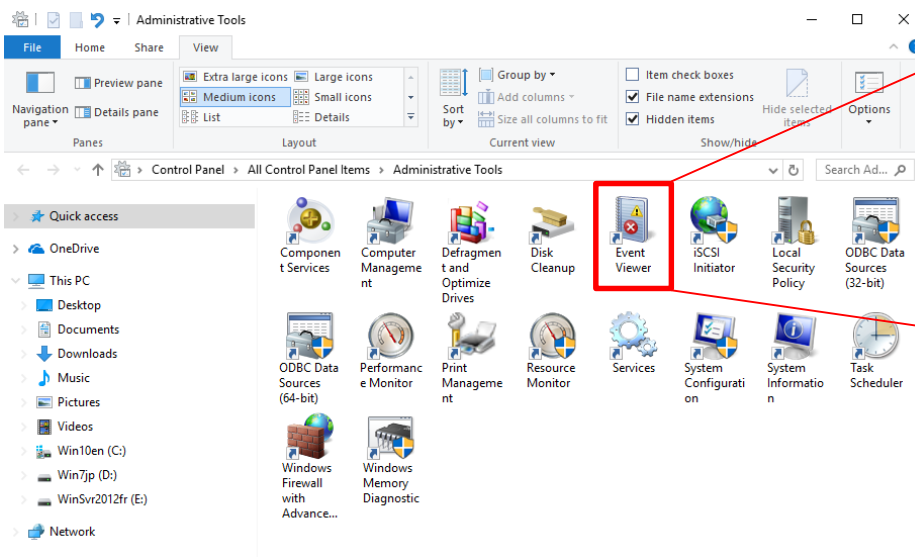 Administrative Tools
File Home Share View
Preview pane
Extra large icons Large icons
Group by
Item check boxes
Navigation pane
Details pane
Medium icons Small icons
Sort by
Add columns
File name extensions
Hide selected items
Options
List Details
Size all columns to fit
Hidden items
Panes Layout Current view Show/hide
Control Panel > All Control Panel Items > Administrative Tools
Search Ad...
Quick access
OneDrive
This PC
Desktop
Documents
Downloads
Music
Pictures
Videos
Win10en (C:)
Win7jp (D:)
WinSvr2012fr (E:)
Network
Componen
t Services
Computer
Manageme
nt
Defragmen
t and
Optimize
Drives
Disk
Cleanup
Event
Viewer
iSCSI
Initiator
Local
Security
Policy
ODBC Data
Sources
(32-bit)
ODBC Data
Sources
(64-bit)
Performanc
e Monitor
Print
Manageme
nt
Resource
Monitor
Services
System
Configurati
on
System
Informatio
n
Task
Scheduler
Windows
Firewall
with
Advance...
Windows
Memory
Diagnostic